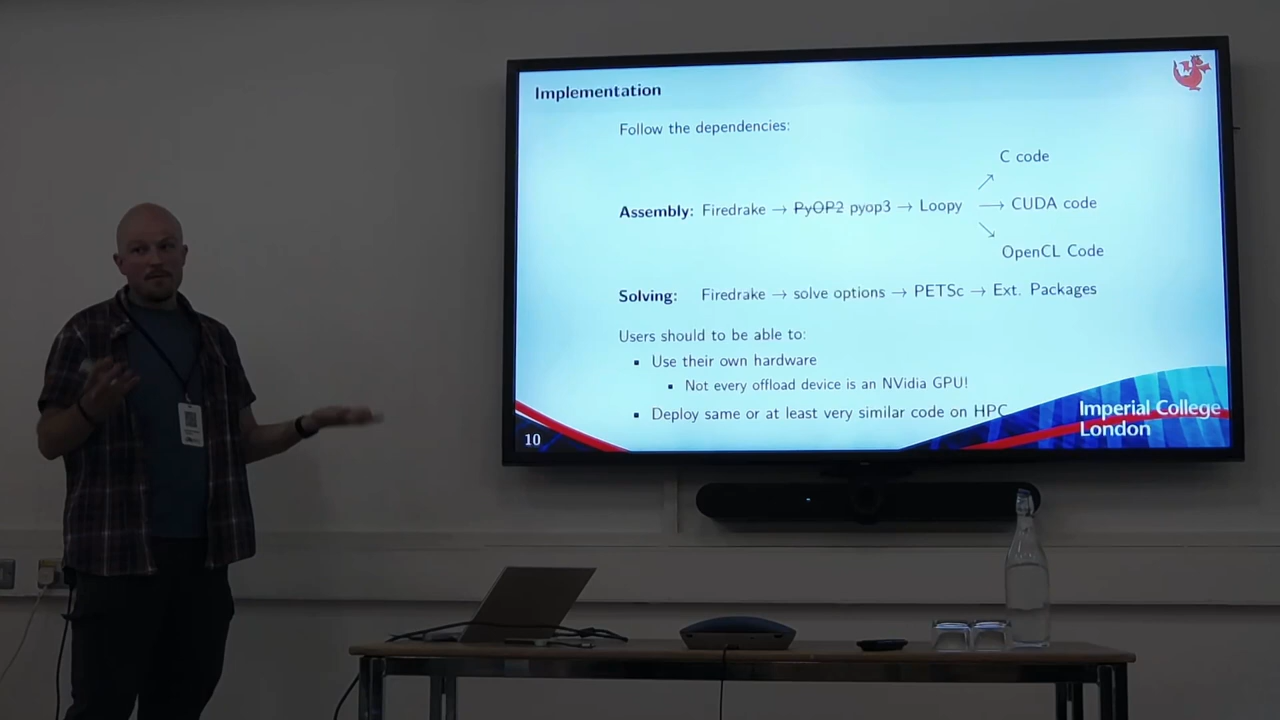 Implementation
Follow the dependencies:
C code
Assembly: Firedrake → PyOP2 pyop3 → Loopy → CUDA code
OpenCL Code
Solving: Firedrake → solve options → PETSc → Ext. Packages
Users should to be able to:
Use their own hardware
Not every offload device is an NVidia GPU!
Deploy same or at least very similar code on HPC
10
Imperial College
London